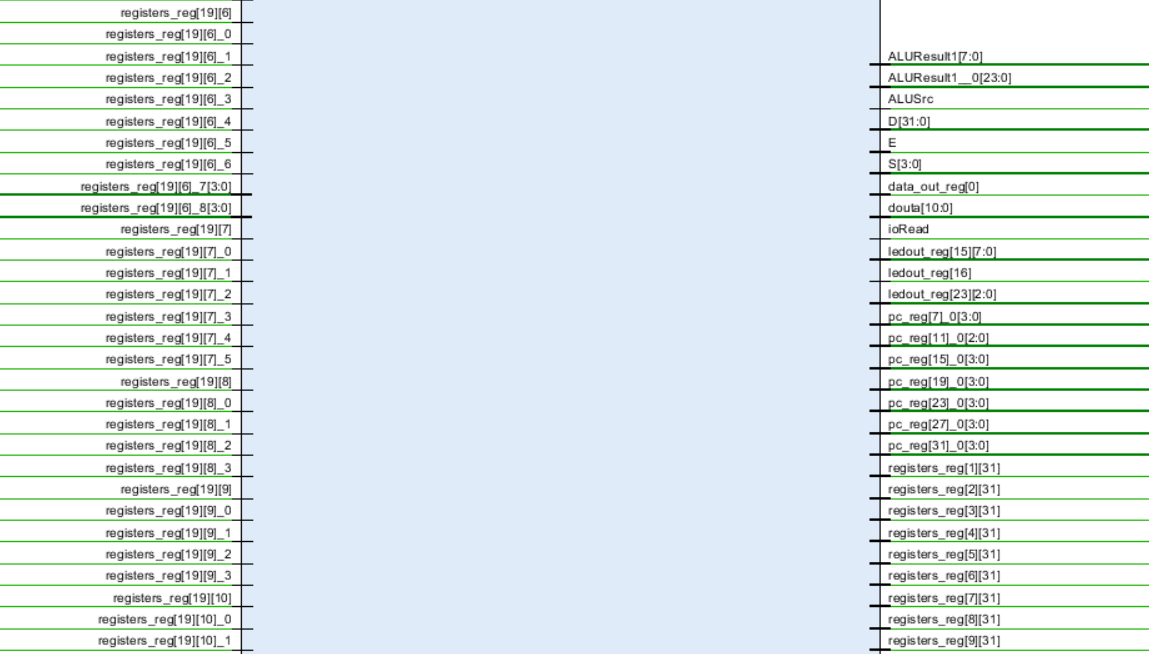 registers_reg[19][6]
registers_reg[19][6]_0
registers_reg[19][6]_1
registers_reg[19][6]_2
registers_reg[19][6]_3
registers_reg[19][6]_4
registers_reg[19][6]_5
registers_reg[19][6]_6
registers_reg[19][6]_7[3:0]
registers_reg[19][6]_8[3:0]
registers_reg[19][7]
registers_reg[19][7]_0
registers_reg[19][7]_1
registers_reg[19][7]_2
registers_reg[19][7]_3
registers_reg[19][7]_4
registers_reg[19][7]_5
registers_reg[19][8]
registers_reg[19][8]_0
registers_reg[19][8]_1
registers_reg[19][8]_2
registers_reg[19][8]_3
registers_reg[19][9]
registers_reg[19][9]_0
registers_reg[19][9]_1
registers_reg[19][9]_2
registers_reg[19][9]_3
registers_reg[19][10]
registers_reg[19][10]_0
registers_reg[19][10]_1
ALUResult1[7:0]
ALUResult1__0[23:0]
ALUSrc
D[31:0]
E
S[3:0]
data_out_reg[0]
douta[10:0]
ioRead
ledout_reg[15][7:0]
ledout_reg[16]
ledout_reg[23][2:0]
pc_reg[7]_0[3:0]
pc_reg[11]_0[2:0]
pc_reg[15]_0[3:0]
pc_reg[19]_0[3:0]
pc_reg[23]_0[3:0]
pc_reg[27]_0[3:0]
pc_reg[31]_0[3:0]
registers_reg[1][31]
registers_reg[2][31]
registers_reg[3][31]
registers_reg[4][31]
registers_reg[5][31]
registers_reg[6][31]
registers_reg[7][31]
registers_reg[8][31]
registers_reg[9][31]